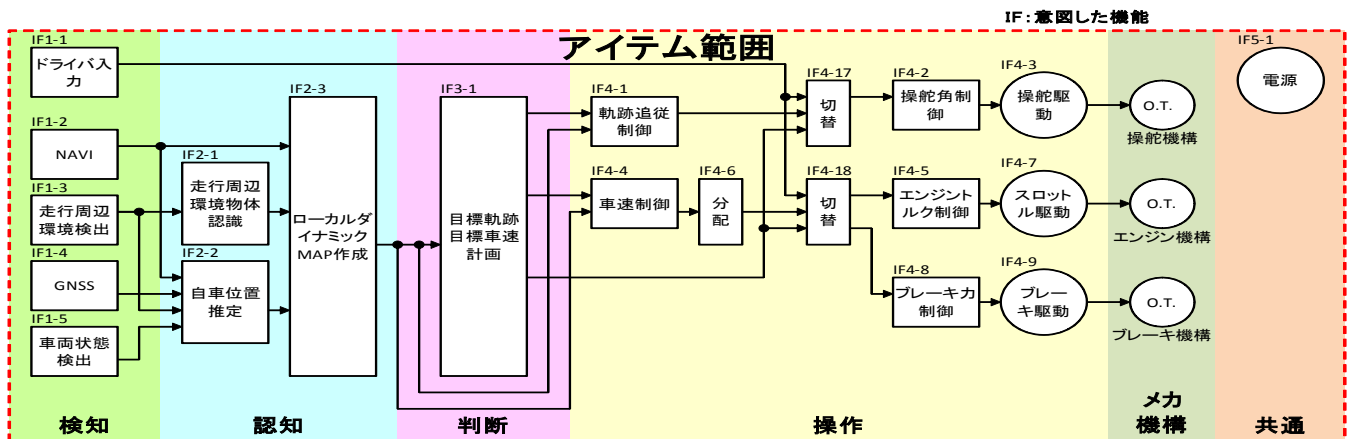 IF:意図した機能
アイテム範囲
IF1-1
ドライバ入
力
IF1-2
NAVI
IF1-3
走行周辺
環境検出
IF1-4
GNSS
IF1-5
車両状態
検出
検知
IF2-1
走行周辺
環境物体
認識
IF2-2
自車位置
推定
IF2-3
ローカルダ
イナミック
MAP作成
認知
IF3-1
目標軌跡
目標車速
計画
判断
IF4-1
軌跡追従
制御
IF4-4
車速制御
IF4-6
分
配
IF4-17
切
替
IF4-18
切
替
IF4-2
操舵角制
御
IF4-3
操舵駆
動
IF4-5
エンジント
ルク制御
IF4-7
スロット
ル駆動
IF4-8
ブレーキ力
制御
IF4-9
ブレー
キ駆動
操作
O.T.
操舵機構
O.T.
エンジン機構
O.T.
ブレーキ機構
メカ
機構
IF5-1
電源
共通